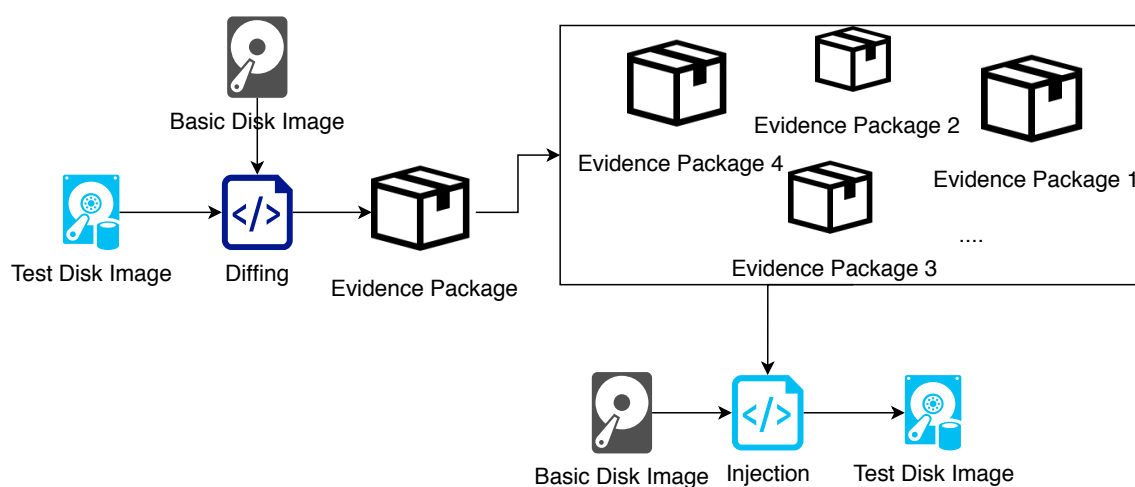 Basic Disk Image
Test Disk Image
</>
Diffing
Evidence Package
Evidence Package 4
Evidence Package 2
Evidence Package 1
Evidence Package 3
....
Basic Disk Image
</>
Injection
Test Disk Image